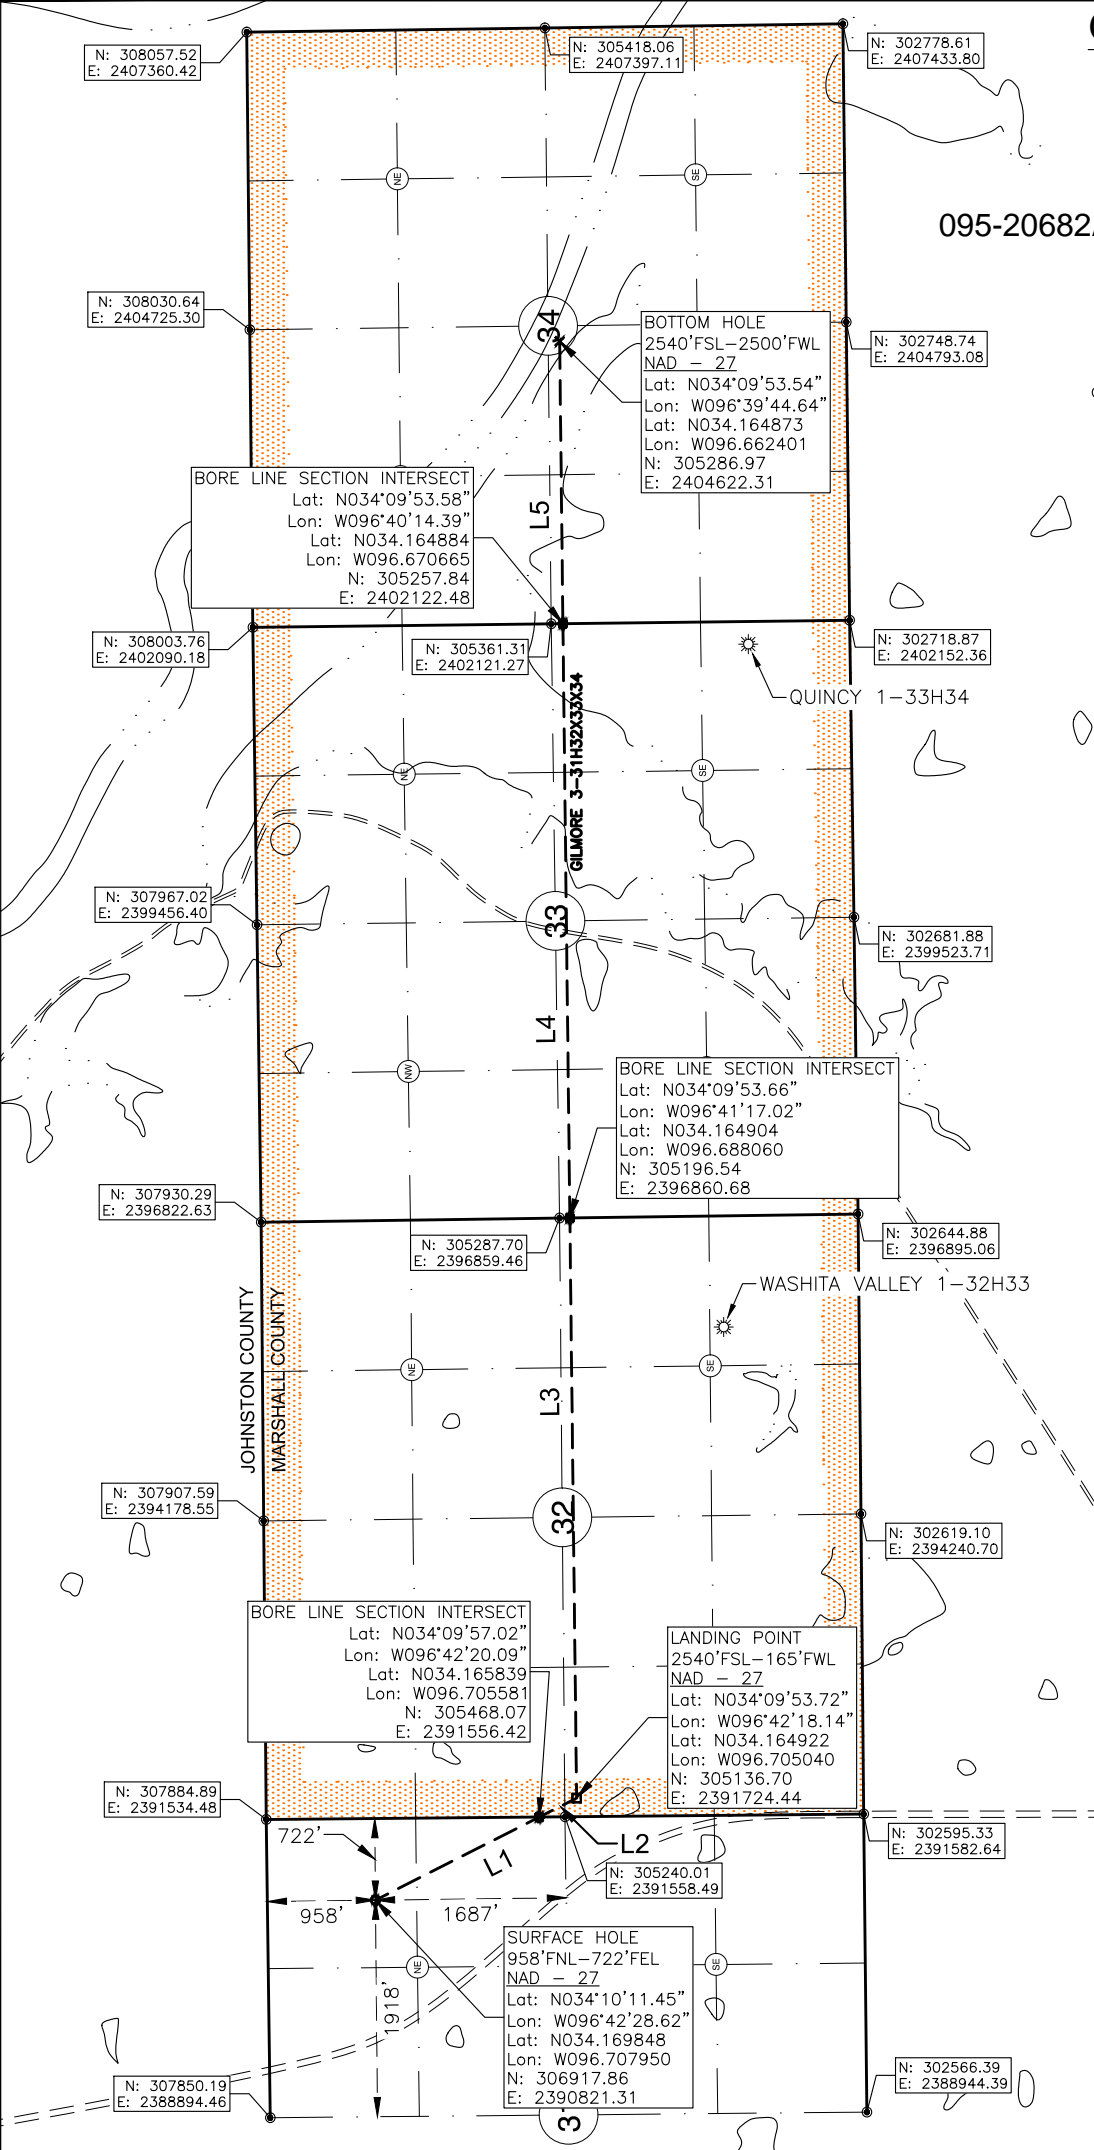 N: 308057.52
E: 2407360.42
N: 305418.06
E: 2407397.11
N: 302778.61
E: 2407433.80
095-20682
NE
SE
N: 308030.64
E: 2404725.30
34
BOTTOM HOLE
2540'FSL-2500'FWL
NAD - 27
Lat: N034°09'53.54"
Lon: W096°39'44.64"
Lat: N034.164873
Lon: W096.662401
N: 305286.97
E: 2404622.31
N: 302748.74
E: 2404793.08
BORE LINE SECTION INTERSECT
Lat: N034°09'53.58"
Lon: W096°40'14.39"
Lat: N034.164884
Lon: W096.670665
N: 305257.84
E: 2402122.48
L5
N: 308003.76
E: 2402090.18
N: 305361.31
E: 2402121.27
N: 302718.87
E: 2402152.36
QUINCY 1-33H34
GILMORE 3-31H32X33X34
NE
SE
N: 307967.02
E: 2399456.40
33
N: 302681.88
E: 2399523.71
L4
NW
BORE LINE SECTION INTERSECT
Lat: N034°09'53.66"
Lon: W096°41'17.02"
Lat: N034.164904
Lon: W096.688060
N: 305196.54
E: 2396860.68
N: 307930.29
E: 2396822.63
N: 305287.70
E: 2396859.46
N: 302644.88
E: 2396895.06
WASHITA VALLEY 1-32H33
JOHNSTON COUNTY
MARSHALL COUNTY
NE
SE
L3
N: 307907.59
E: 2394178.55
32
N: 302619.10
E: 2394240.70
BORE LINE SECTION INTERSECT
Lat: N034°09'57.02"
Lon: W096°42'20.09"
Lat: N034.165839
Lon: W096.705581
N: 305468.07
E: 2391556.42
LANDING POINT
2540'FSL-165'FWL
NAD - 27
Lat: N034°09'53.72"
Lon: W096°42'18.14"
Lat: N034.164922
Lon: W096.705040
N: 305136.70
E: 2391724.44
N: 307884.89
E: 2391534.48
722'
L1
L2
N: 302595.33
E: 2391582.64
N: 305240.01
E: 2391558.49
958'
1687'
1918'
SURFACE HOLE
958'FNL-722'FEL
NAD - 27
Lat: N034°10'11.45"
Lon: W096°42'28.62"
Lat: N034.169848
Lon: W096.707950
N: 306917.86
E: 2390821.31
NE
SE
N: 307850.19
E: 2388894.46
N: 302566.39
E: 2388944.39
3